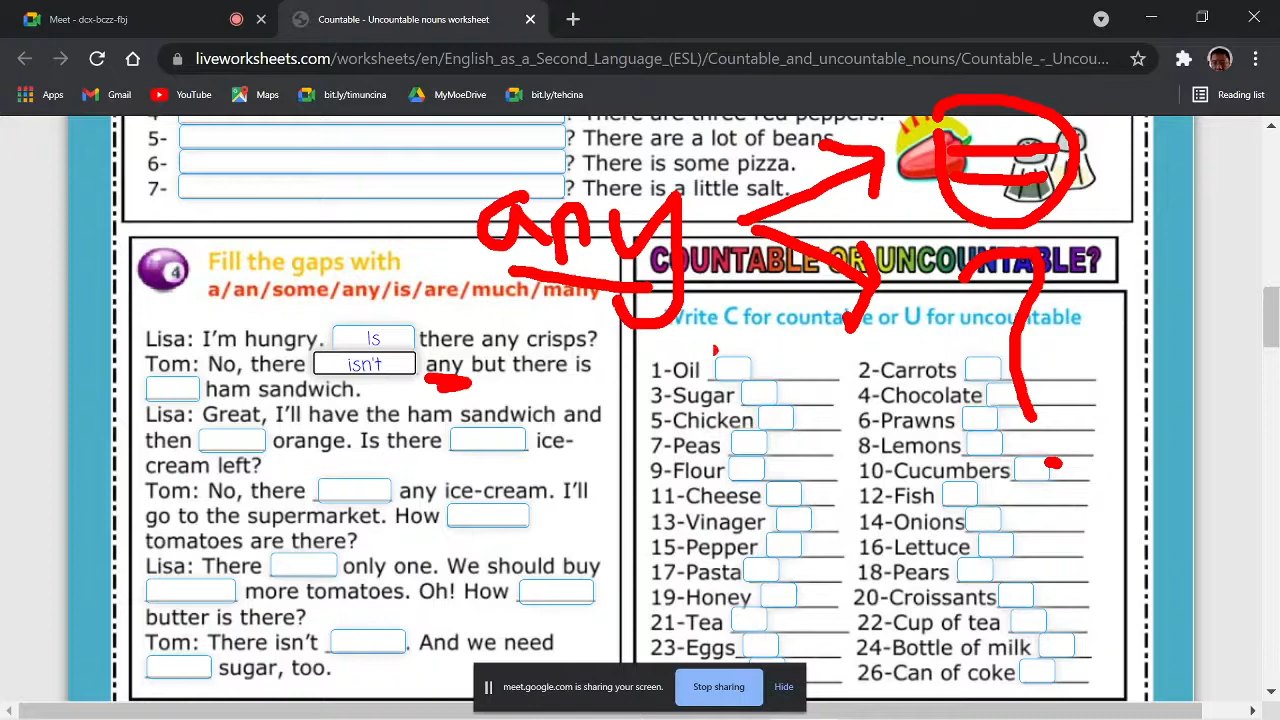 Meet - dcx-bczz-fbj
Countable - Uncountable nouns worksheet
liveworksheets.com/worksheets/en/English_as_a_Second_Language_(ESL)/Countable_and_uncountable_nouns/Countable_-_Uncou...
Apps Gmail YouTube Maps bit.ly/timuncina MyMoeDrive bit.ly/tehcina Reading list
There are three red peppers.
5- ? There are a lot of beans
6- ? There is some pizza.
7- ? There is a little salt.
any
4
Fill the gaps with
a/an/some/any/is/are/much/many
Lisa: I'm hungry. Is there any crisps?
Tom: No, there isn't any but there is
ham sandwich.
Lisa: Great, I'll have the ham sandwich and
then orange. Is there ice-
cream left?
Tom: No, there any ice-cream. I'll
go to the supermarket. How
tomatoes are there?
Lisa: There only one. We should buy
more tomatoes. Oh! How
butter is there?
Tom: There isn't . And we need
sugar, too.
COUNTABLE OR UNCOUNTABLE?
Write C for countable or U for uncountable
1-Oil 2-Carrots
3-Sugar 4-Chocolate
5-Chicken 6-Prawns
7-Peas 8-Lemons
9-Flour 10-Cucumbers
11-Cheese 12-Fish
13-Vinager 14-Onions
15-Pepper 16-Lettuce
17-Pasta 18-Pears
19-Honey 20-Croissants
21-Tea 22-Cup of tea
23-Eggs 24-Bottle of milk
26-Can of coke
?
meet.google.com is sharing your screen. Stop sharing Hide